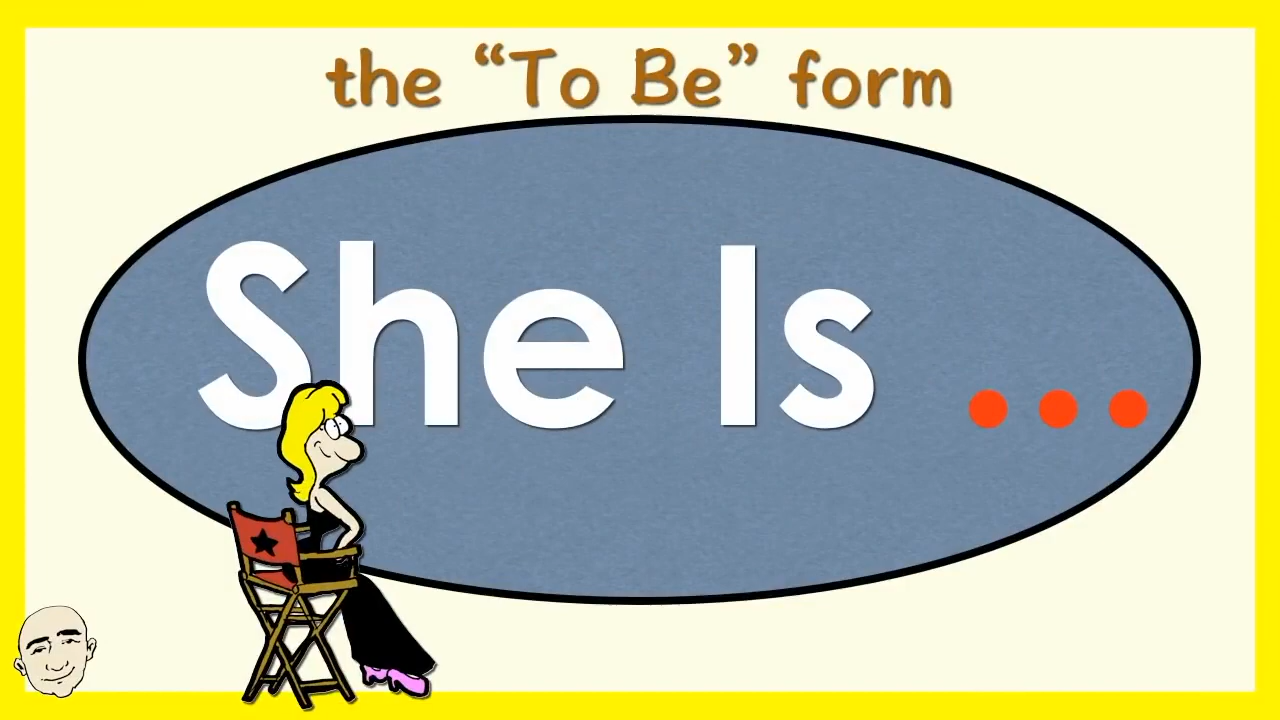 the “To Be” form
She Is ...